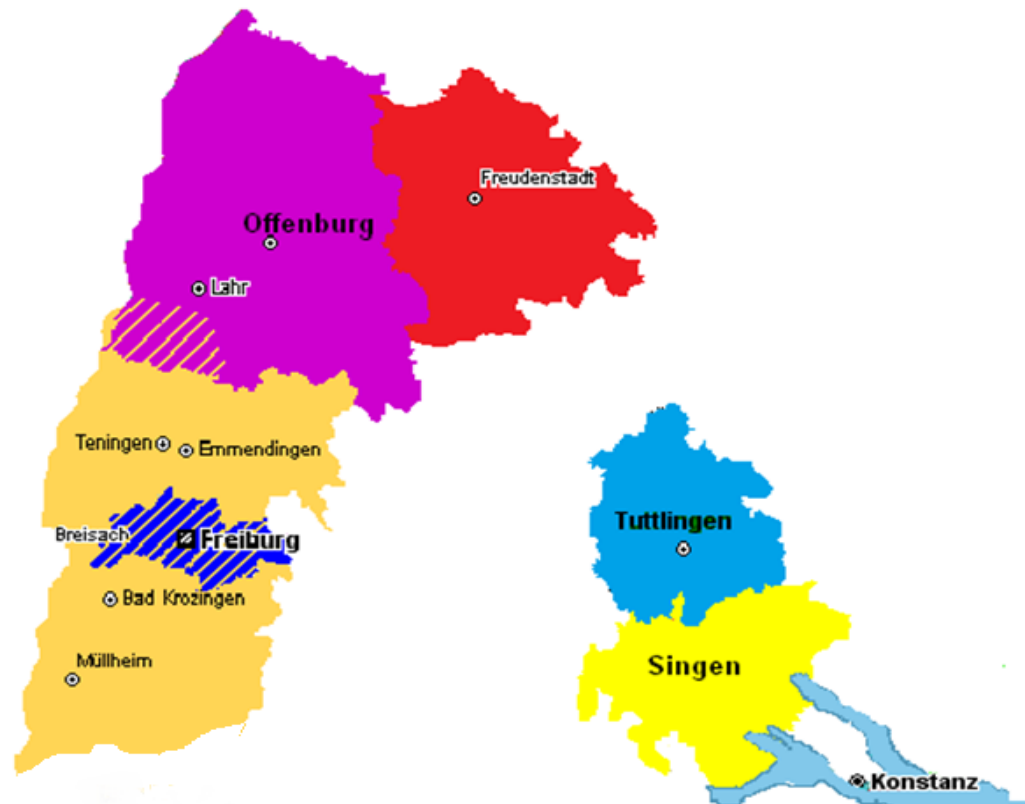 Freudenstadt
Offenburg
Lahr
Teningen
Emmendingen
Breisach
Freiburg
Tuttlingen
Bad Krozingen
Müllheim
Singen
Konstanz